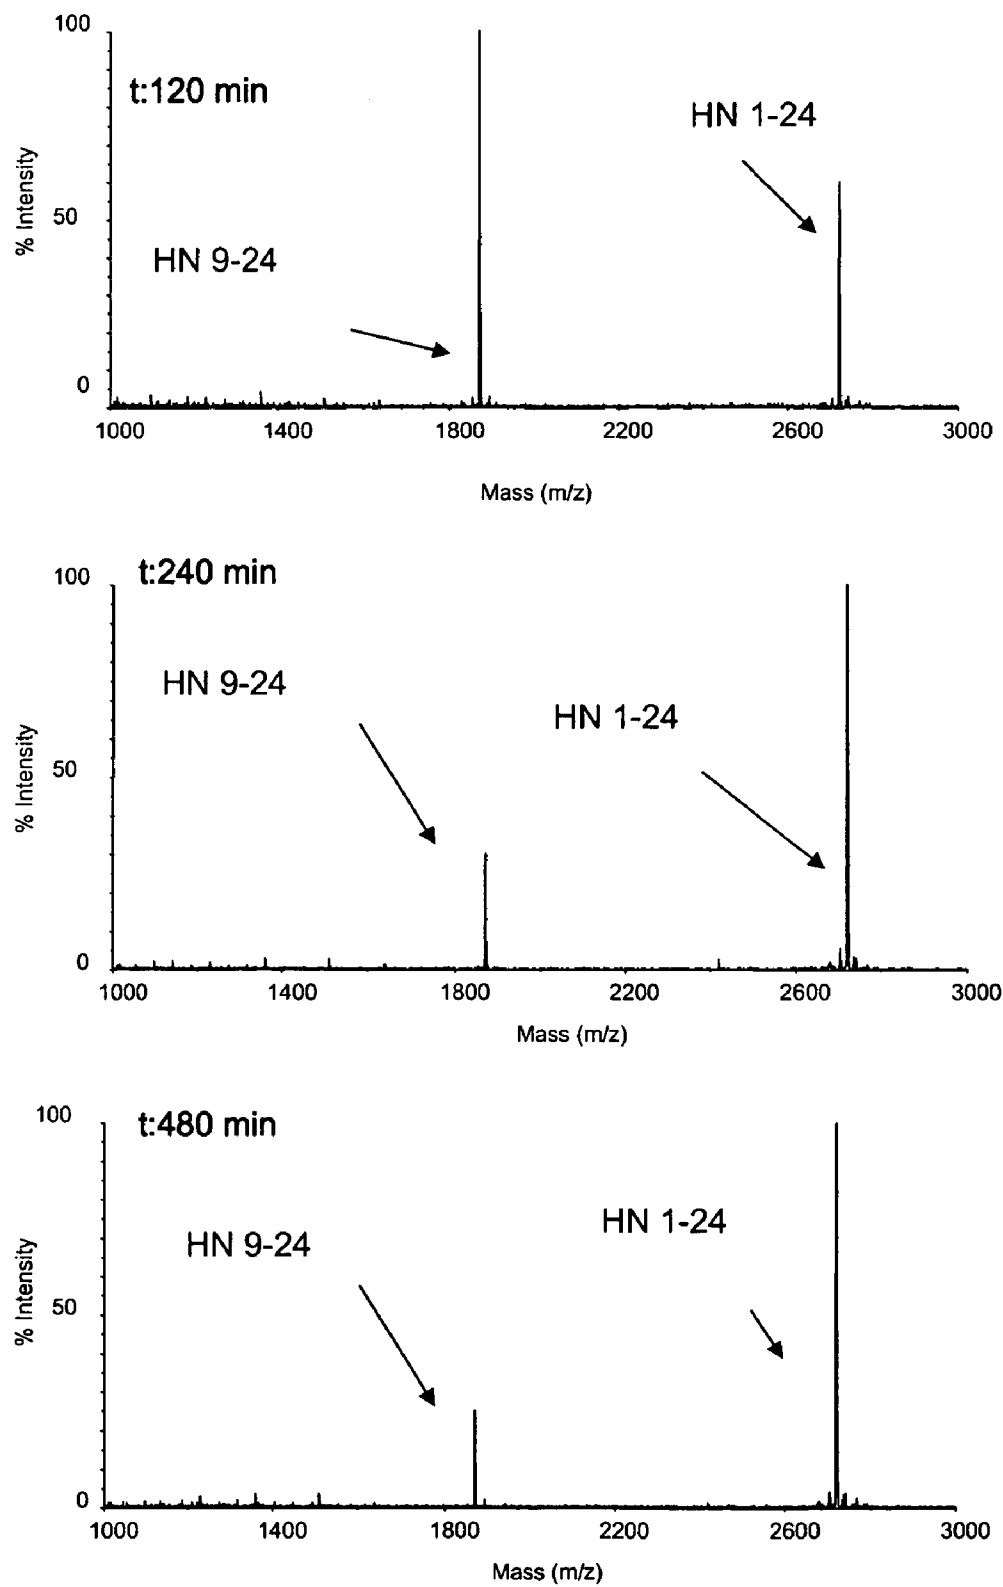 100
t:120 min
HN 1-24
% Intensity
50
HN 9-24
0
1000 1400 1800 2200 2600 3000
Mass (m/z)
100
t:240 min
HN 9-24
HN 1-24
% Intensity
50
0
1000 1400 1800 2200 2600 3000
Mass (m/z)
100
t:480 min
HN 1-24
HN 9-24
% Intensity
50
0
1000 1400 1800 2200 2600 3000
Mass (m/z)